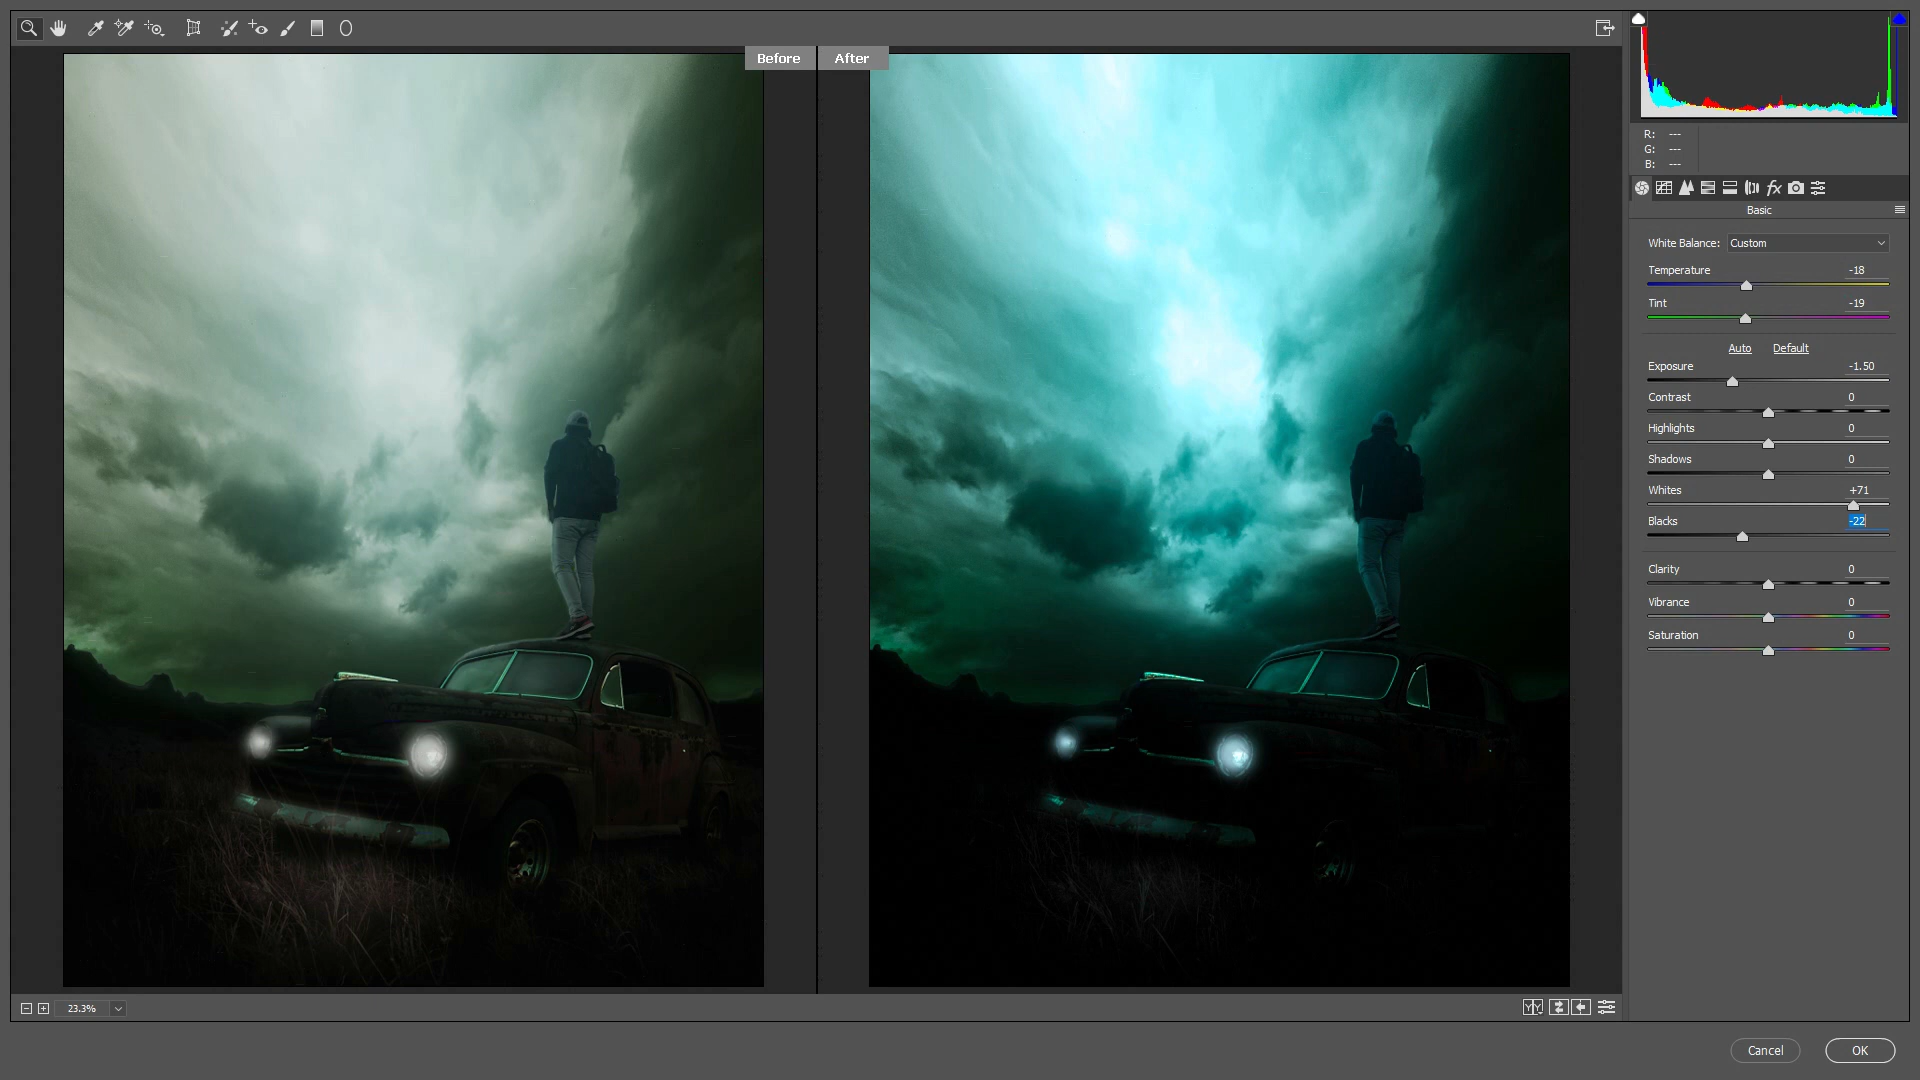 Before
After
R: ---
G: ---
B: ---
fx
Basic
White Balance: Custom
Temperature -18
Tint -19
Auto Default
Exposure -1.50
Contrast 0
Highlights 0
Shadows 0
Whites +71
Blacks -22
Clarity 0
Vibrance 0
Saturation 0
23.3%
Y Y
Cancel
OK